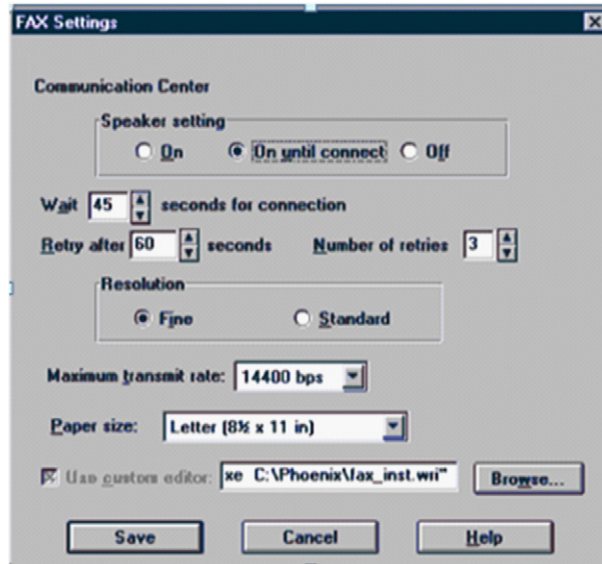 FAX Settings
Communication Center
Speaker setting
On On until connect Off
Wait 45 seconds for connection
Retry after 60 seconds Number of retries 3
Resolution
Fine Standard
Maximum transmit rate: 14400 bps
Paper size: Letter (8½ x 11 in)
Use custom editor: xe C:\Phoenix\fax_inst.wri" Browse...
Save Cancel Help